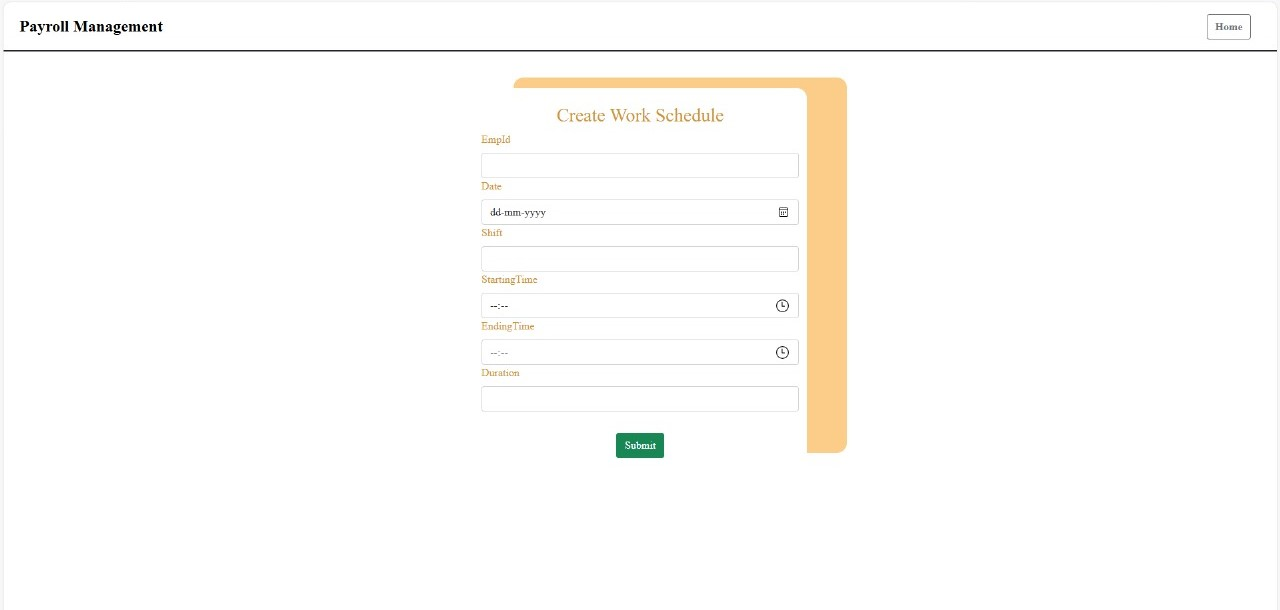 Payroll Management
Home
Create Work Schedule
EmpId
Date
dd-mm-yyyy
Shift
StartingTime
--:--
EndingTime
--:--
Duration
Submit